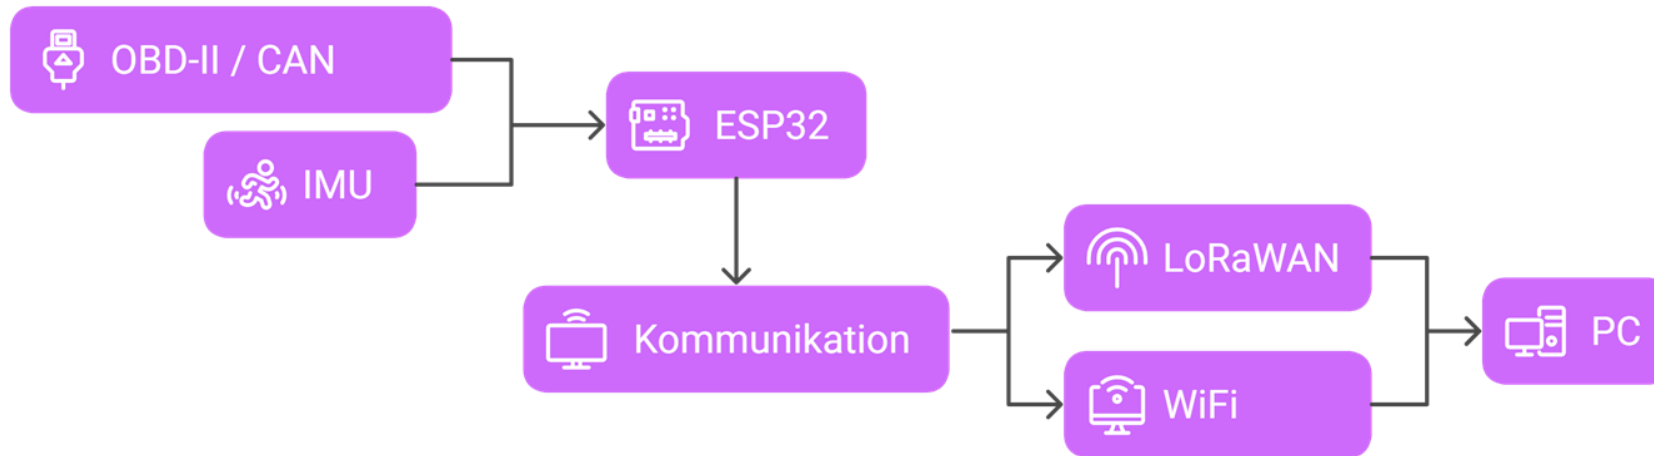 OBD-II / CAN
IMU
ESP32
Kommunikation
LoRaWAN
WiFi
PC